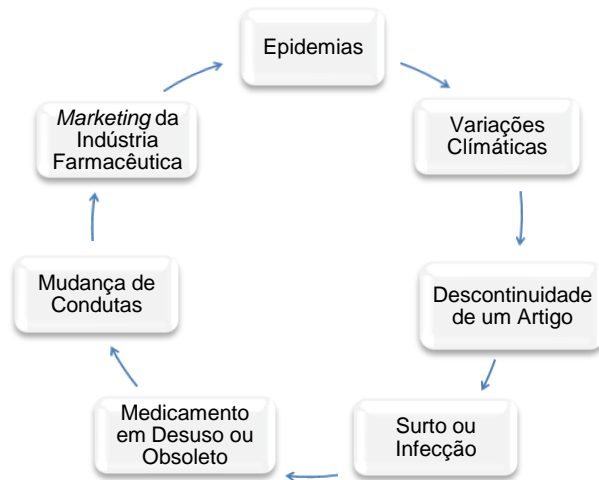 Epidemias
Variações
Clímáticas
Descontinuidade
de um Artigo
Surto ou
Infecção
Medicamento
em Desuso ou
Obsoleto
Mudança de
Condutas
Marketing da
Indústria
Farmacêutica